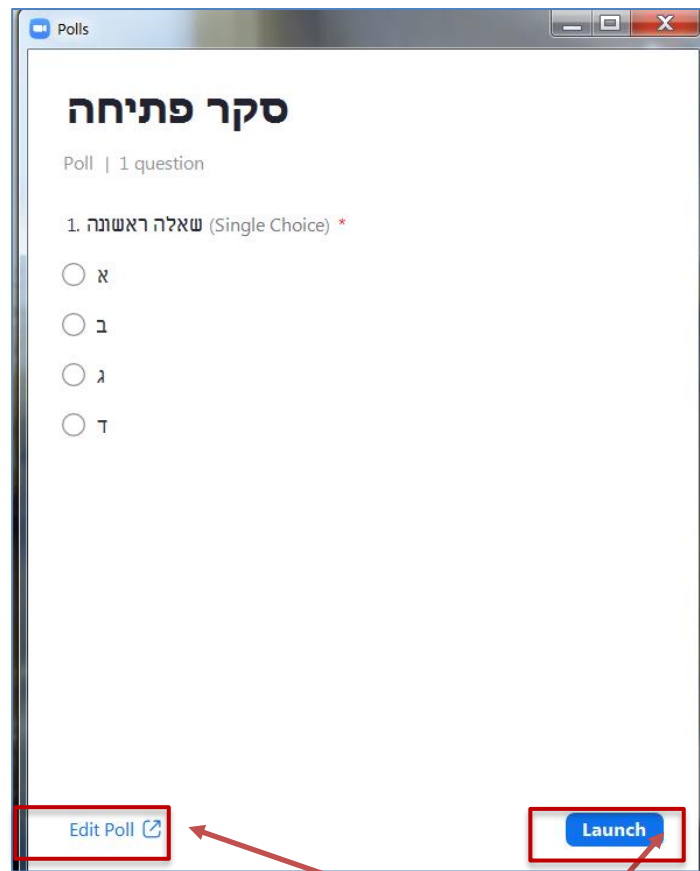 Polls
סקר פתיחה
Poll | 1 question
1. שאלה ראשונה (Single Choice) *
א
ב
ג
ד
Edit Poll
Launch